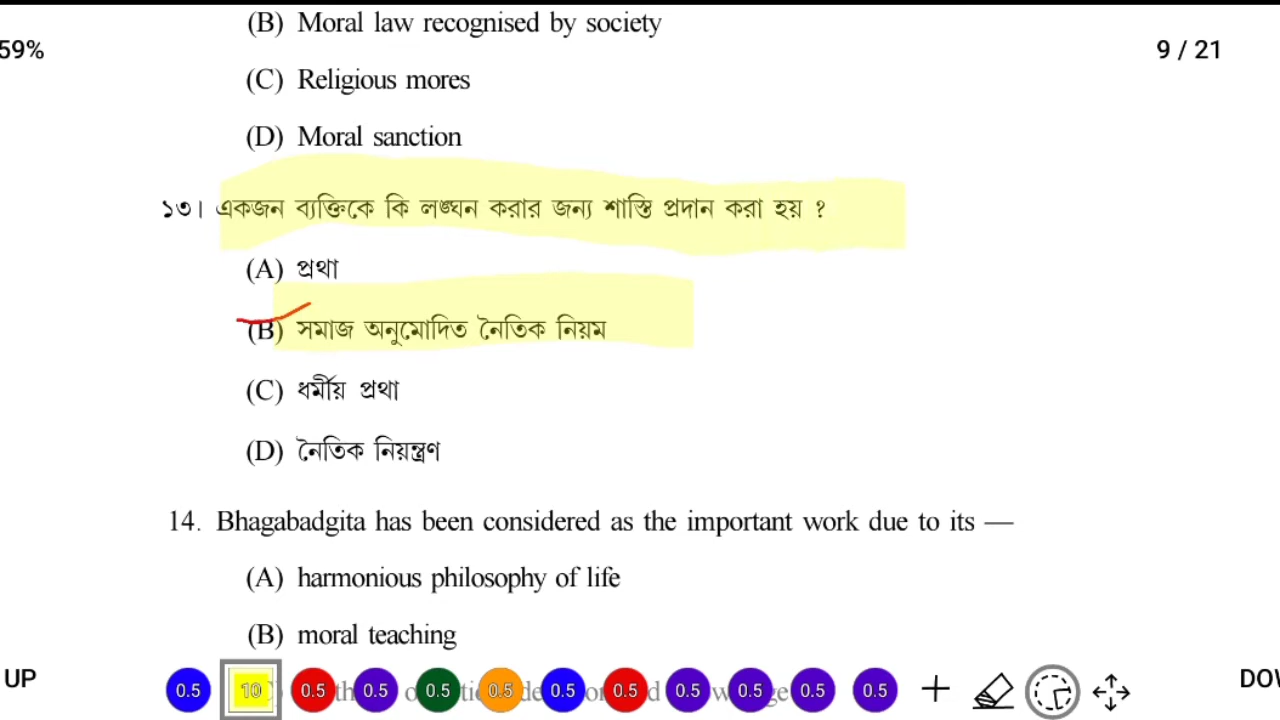 (B) Moral law recognised by society
59%
9 / 21
(C) Religious mores
(D) Moral sanction
১৩। একজন ব্যক্তিকে কি লঙ্ঘন করার জন্য শাস্তি প্রদান করা হয় ?
(A) প্রথা
(B) সমাজ অনুমোদিত নৈতিক নিয়ম
(C) ধর্মীয় প্রথা
(D) নৈতিক নিয়ন্ত্রণ
14. Bhagabadgita has been considered as the important work due to its —
(A) harmonious philosophy of life
(B) moral teaching
UP
0.5 10 0.5 0.5 0.5 0.5 0.5 0.5 0.5 0.5 0.5 0.5